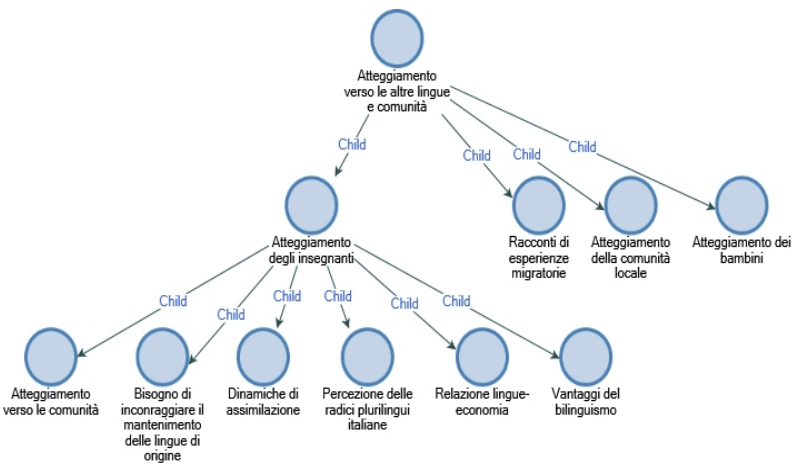 Atteggiamento
verso le altre lingue
e comunità
Child
Child
Child
Child
Atteggiamento
degli insegnanti
Racconti di
esperienze
migratorie
Atteggiamento
della comunità
locale
Atteggiamento dei
bambini
Child
Child
Child
Child
Child
Child
Atteggiamento
verso le comunità
Bisogno di
inconraggiare il
mantenimento
delle lingue di
origine
Dinamiche di
assimilazione
Percezione delle
radici plurilingui
italiane
Relazione lingue-
economia
Vantaggi del
bilinguismo